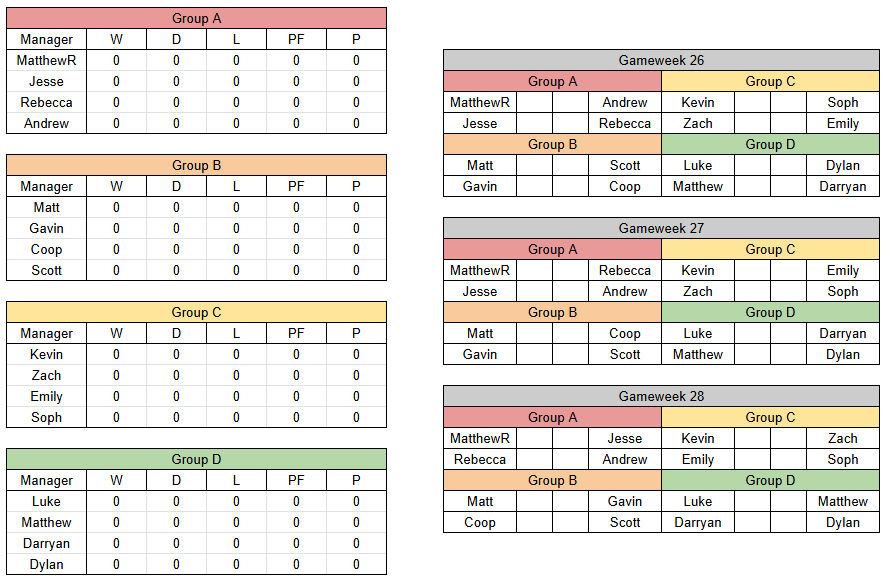 Group A
Manager W D L PF P
MatthewR 0 0 0 0 0
Jesse 0 0 0 0 0
Rebecca 0 0 0 0 0
Andrew 0 0 0 0 0
Group B
Manager W D L PF P
Matt 0 0 0 0 0
Gavin 0 0 0 0 0
Coop 0 0 0 0 0
Scott 0 0 0 0 0
Group C
Manager W D L PF P
Kevin 0 0 0 0 0
Zach 0 0 0 0 0
Emily 0 0 0 0 0
Soph 0 0 0 0 0
Group D
Manager W D L PF P
Luke 0 0 0 0 0
Matthew 0 0 0 0 0
Darryan 0 0 0 0 0
Dylan 0 0 0 0 0
Gameweek 26
Group A Group C
MatthewR Andrew Kevin Soph
Jesse Rebecca Zach Emily
Group B Group D
Matt Scott Luke Dylan
Gavin Coop Matthew Darryan
Gameweek 27
Group A Group C
MatthewR Rebecca Kevin Emily
Jesse Andrew Zach Soph
Group B Group D
Matt Coop Luke Darryan
Gavin Scott Matthew Dylan
Gameweek 28
Group A Group C
MatthewR Jesse Kevin Zach
Rebecca Andrew Emily Soph
Group B Group D
Matt Gavin Luke Matthew
Coop Scott Darryan Dylan